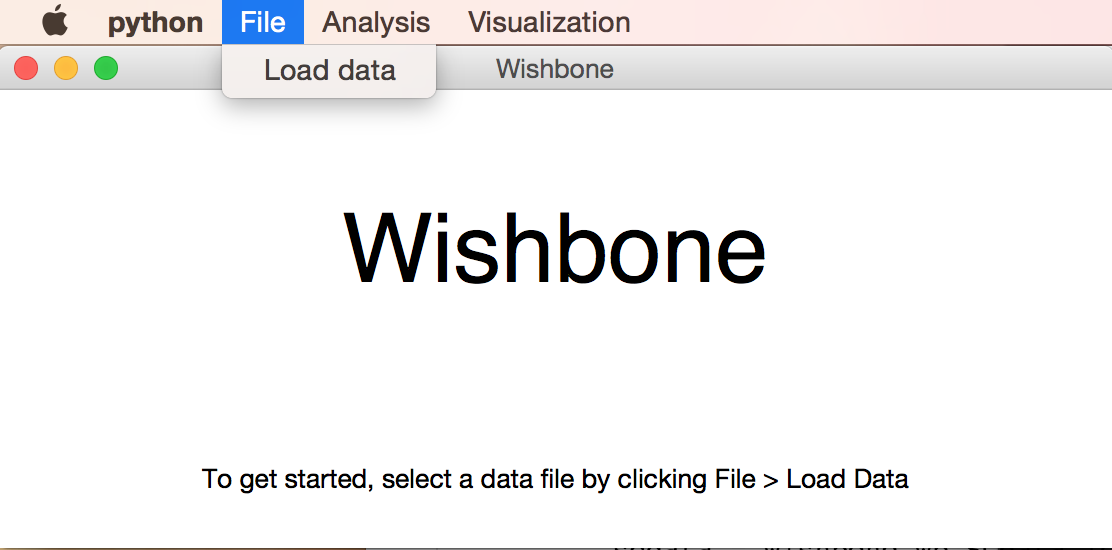 python File Analysis Visualization
Load data
Wishbone
Wishbone
To get started, select a data file by clicking File > Load Data